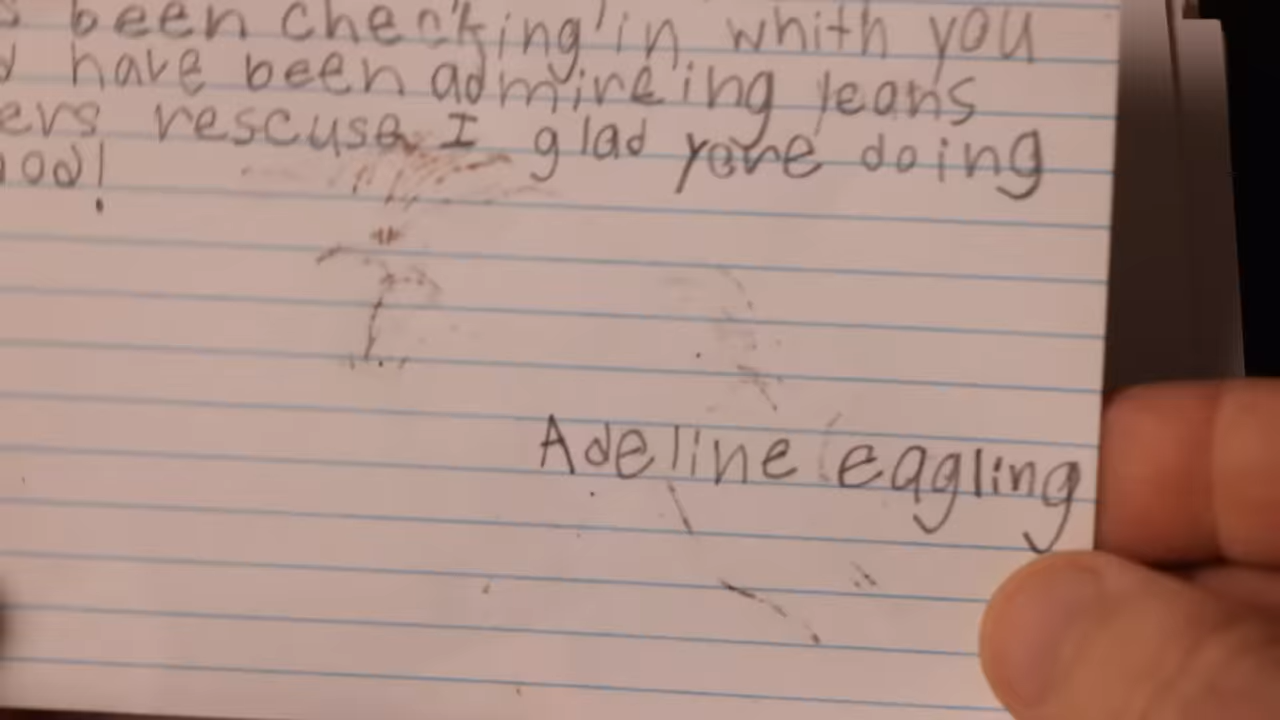 s been checking in whith you
d have been admireing jeans
ers rescuse I glad yore doing
ood!
Adeline eagling